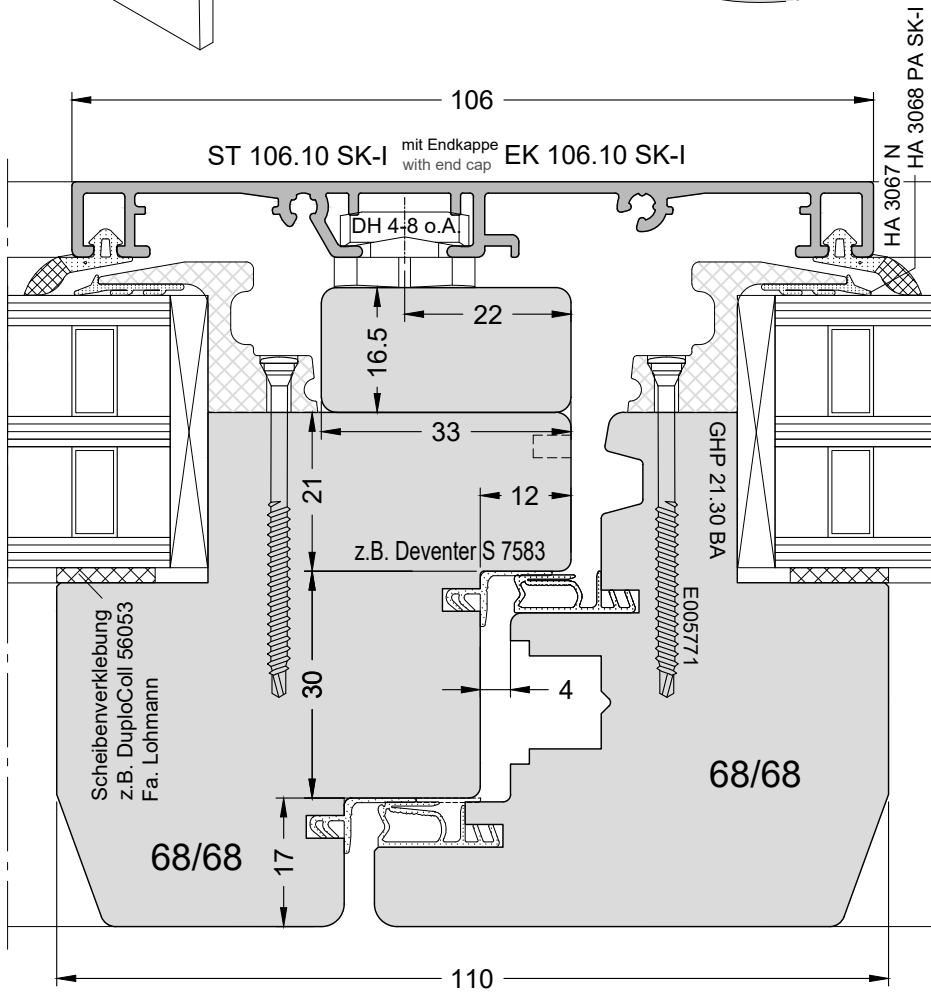 HA 3068 PA SK-I
HA 3067 N
106
ST 106.10 SK-I mit Endkappe EK 106.10 SK-I
with end cap
DH 4-8 o.A.
22
16.5
33
21
12
GHP 21.30 BA
z.B. Deventer S 7583
E005771
Scheibenverklebung
z.B. DuploColl 56053
Fa. Lohmann
30
4
68/68
68/68
17
110